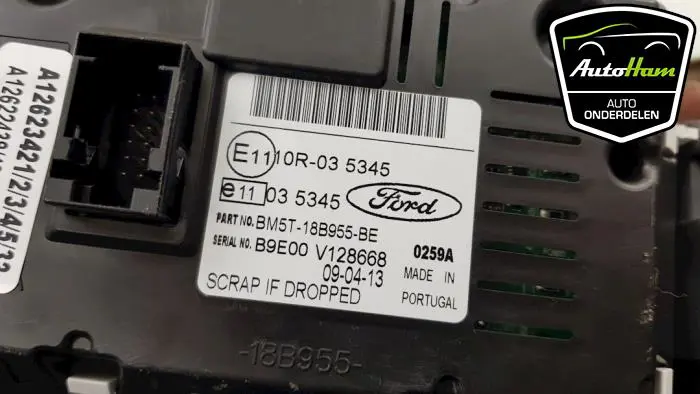 AutoHam
AUTO
ONDERDELEN
E11 10R-03 5345
e11 03 5345
Ford
PART NO. BM5T-18B955-BE
SERIAL NO. B9E00 V128668
0259A
09-04-13
MADE IN
PORTUGAL
SCRAP IF DROPPED
-18B955-
A12623421/2/3/4/5/33